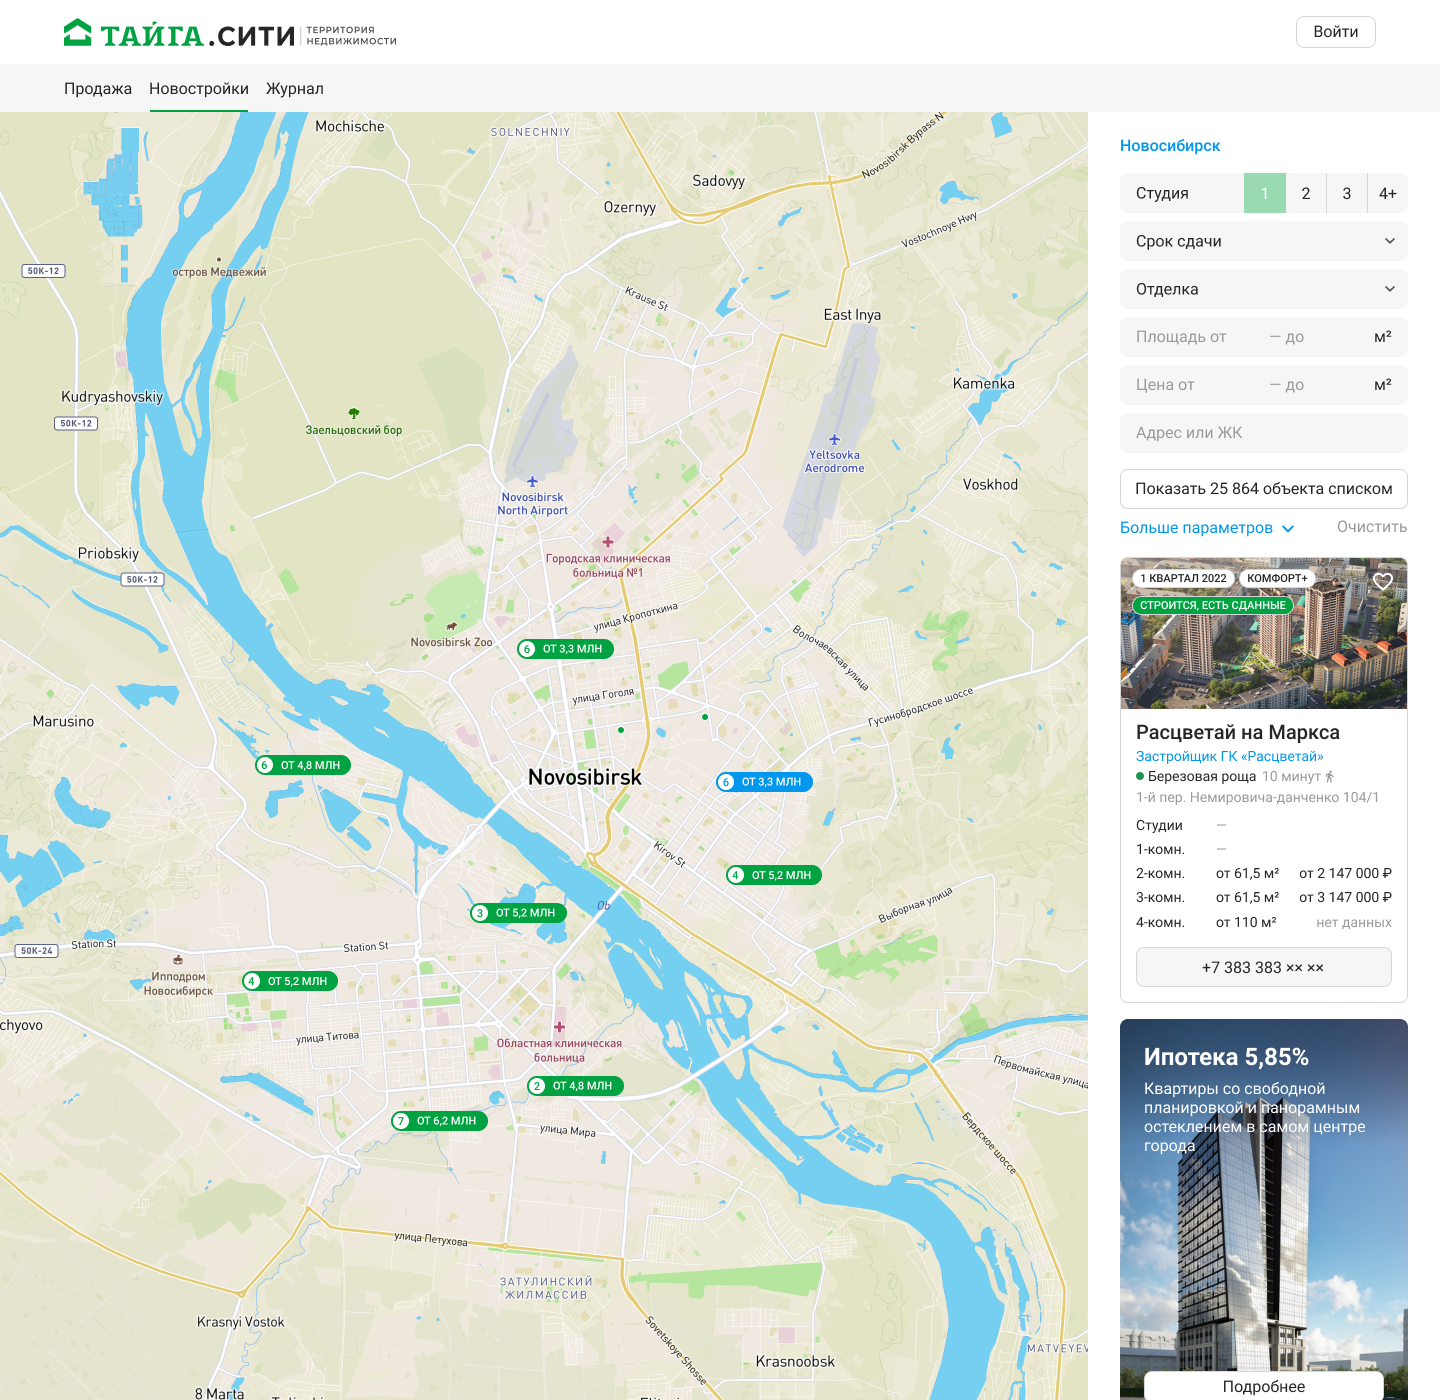 ТАЙГА.СИТИ
ТЕРРИТОРИЯ
НЕДВИЖИМОСТИ
Войти
Продажа
Новостройки
Журнал
Mochische
SOLNECHNIY
Novosibirsk Bypass N
Sadovyy
Ozernyy
Vostochnoye Hwy
50K-12
остров Медвежий
Krause St
East Inya
Kudryashovskiy
50K-12
Kamenka
Заельцовский бор
Yeltsovka
Aerodrome
Voskhod
Novosibirsk
North Airport
Городская клиническая
больница №1
Priobskiy
50K-12
улица Кропоткина
Novosibirsk Zoo
6 ОТ 3,3 МЛН
Волочаевская улица
улица Гоголя
Гусинобродское шоссе
Marusino
6 ОТ 4,8 МЛН
Novosibirsk
6 ОТ 3,3 МЛН
Kirov St
4 ОТ 5,2 МЛН
Ob
3 ОТ 5,2 МЛН
Выборная улица
Station St
Station St
50K-24
Ипподром
Новосибирск
4 ОТ 5,2 МЛН
chyovo
улица Титова
Областная клиническая
больница
Первомайская улица
2 ОТ 4,8 МЛН
7 ОТ 6,2 МЛН
улица Мира
Бердское шоссе
улица Петухова
ЗАТУЛИНСКИЙ
ЖИЛМАССИВ
Krasnyi Vostok
Sovetskoye Shosse
Krasnoobsk
MATVEYEV
8 Marta
Новосибирск
Студия
1
2
3
4+
Срок сдачи
Отделка
Площадь от — до м²
Цена от — до м²
Адрес или ЖК
Показать 25 864 объекта списком
Больше параметров
Очистить
1 КВАРТАЛ 2022
КОМФОРТ+
СТРОИТСЯ, ЕСТЬ СДАННЫЕ
Расцветай на Маркса
Застройщик ГК «Расцветай»
Березовая роща 10 минут
1-й пер. Немировича-данченко 104/1
Студии —
1-комн. —
2-комн. от 61,5 м² от 2 147 000 ₽
3-комн. от 61,5 м² от 3 147 000 ₽
4-комн. от 110 м² нет данных
+7 383 383 ×× ××
Ипотека 5,85%
Квартиры со свободной
планировкой и панорамным
остеклением в самом центре
города
Подробнее